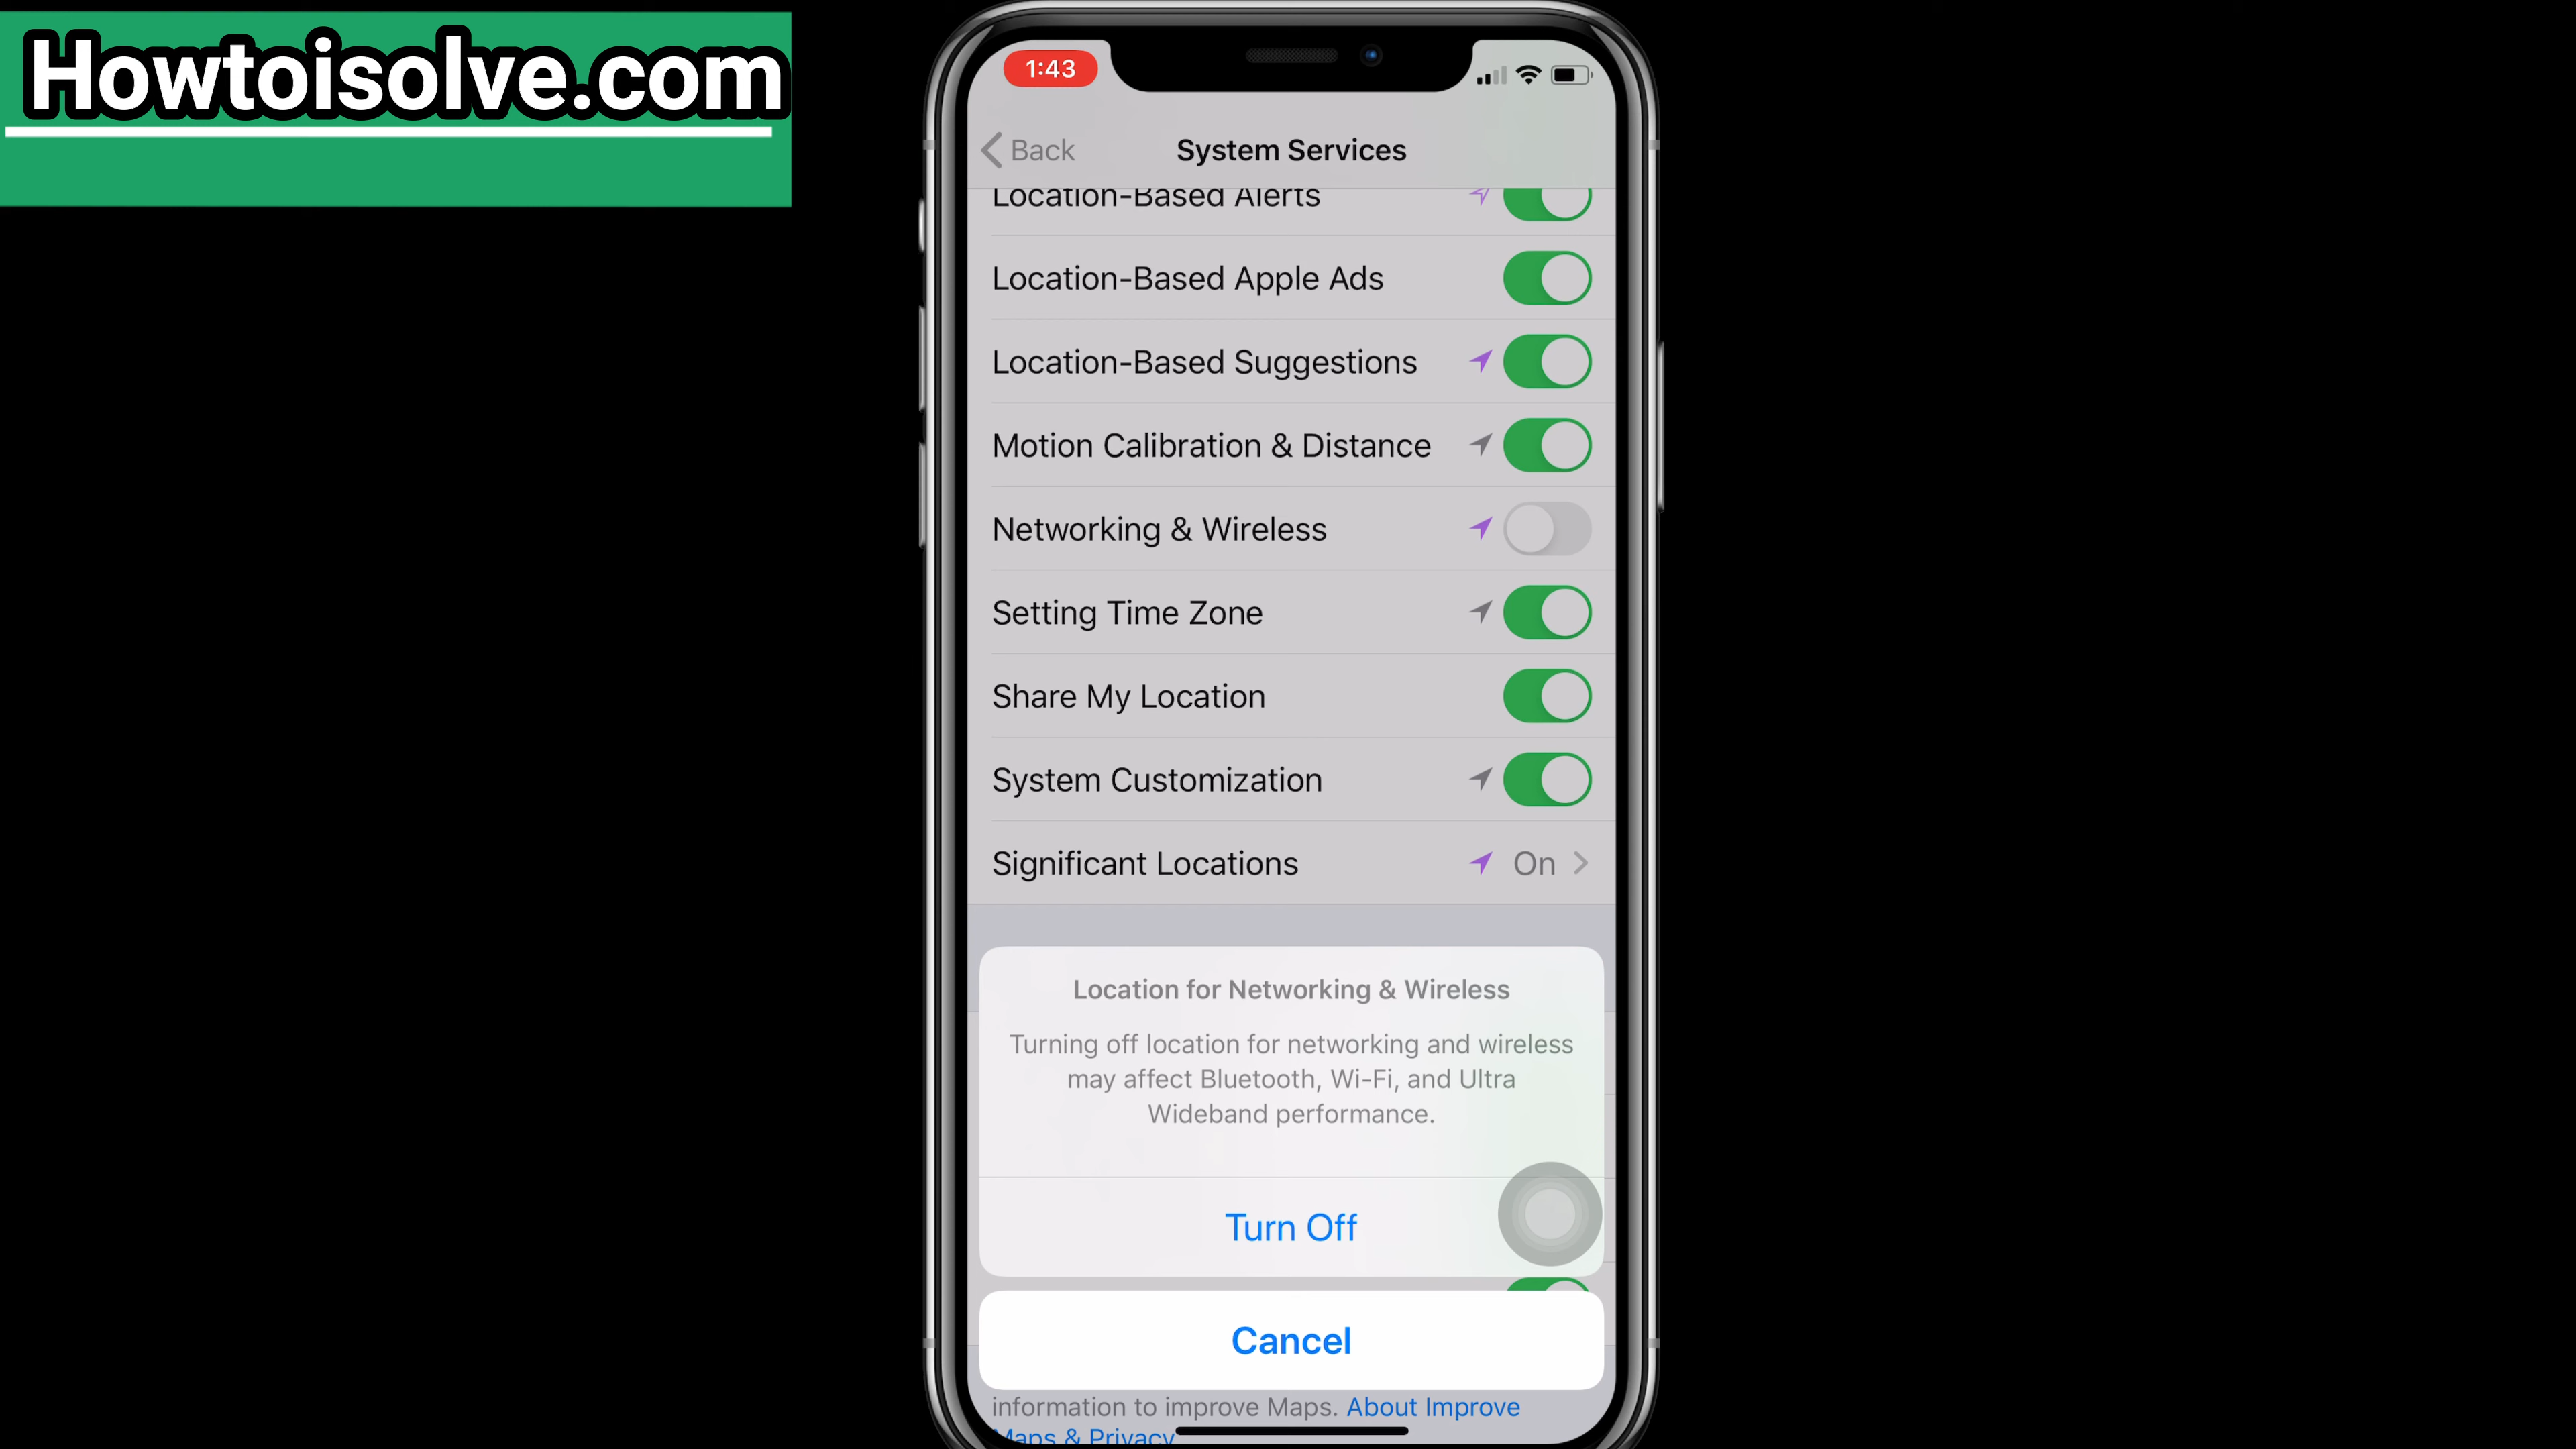 Howtoisolve.com
1:43
Back
System Services
Location-Based Alerts
Location-Based Apple Ads
Location-Based Suggestions
Motion Calibration & Distance
Networking & Wireless
Setting Time Zone
Share My Location
System Customization
Significant Locations On
Location for Networking & Wireless
Turning off location for networking and wireless
may affect Bluetooth, Wi-Fi, and Ultra
Wideband performance.
Turn Off
Cancel
information to improve Maps. About Improve
Maps & Privacy